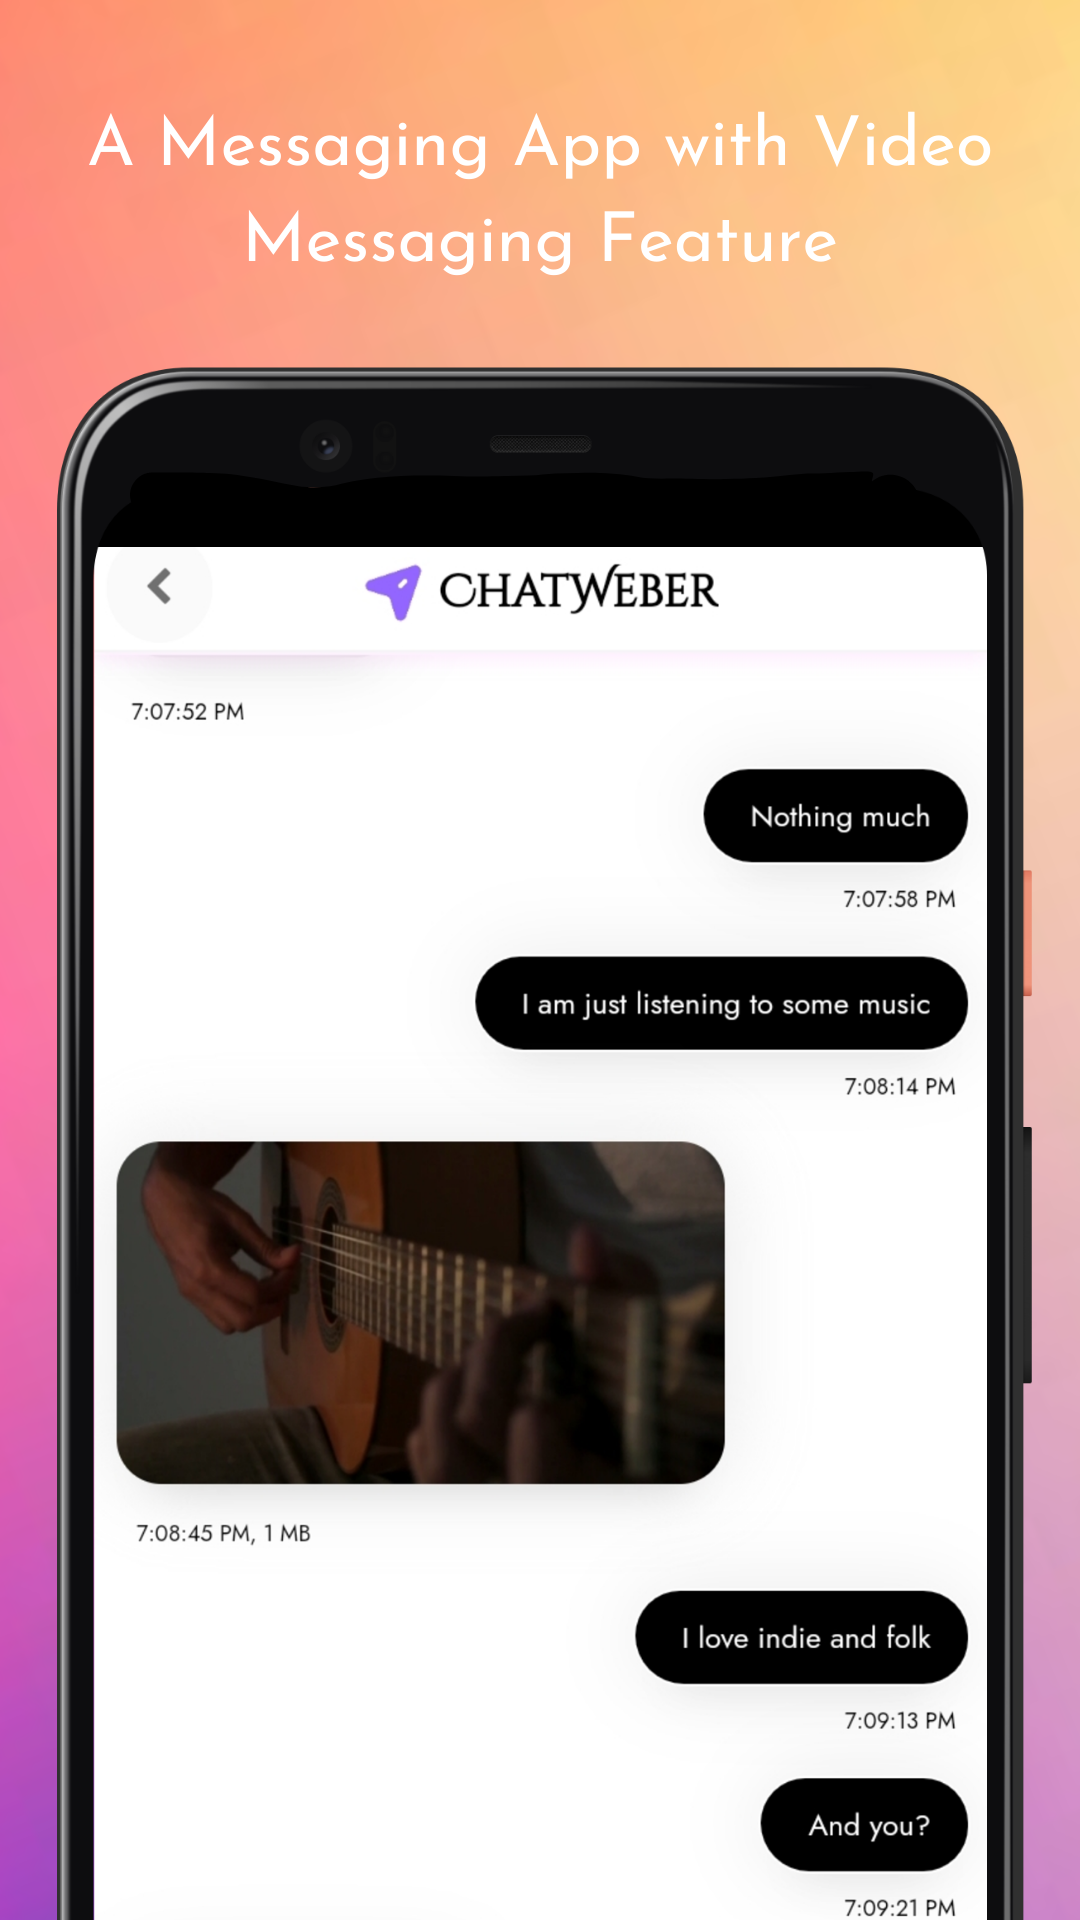 A Messaging App with Video
Messaging Feature
CHATWEBER
7:07:52 PM
Nothing much
7:07:58 PM
I am just listening to some music
7:08:14 PM
7:08:45 PM, 1 MB
I love indie and folk
7:09:13 PM
And you?
7:09:21 PM